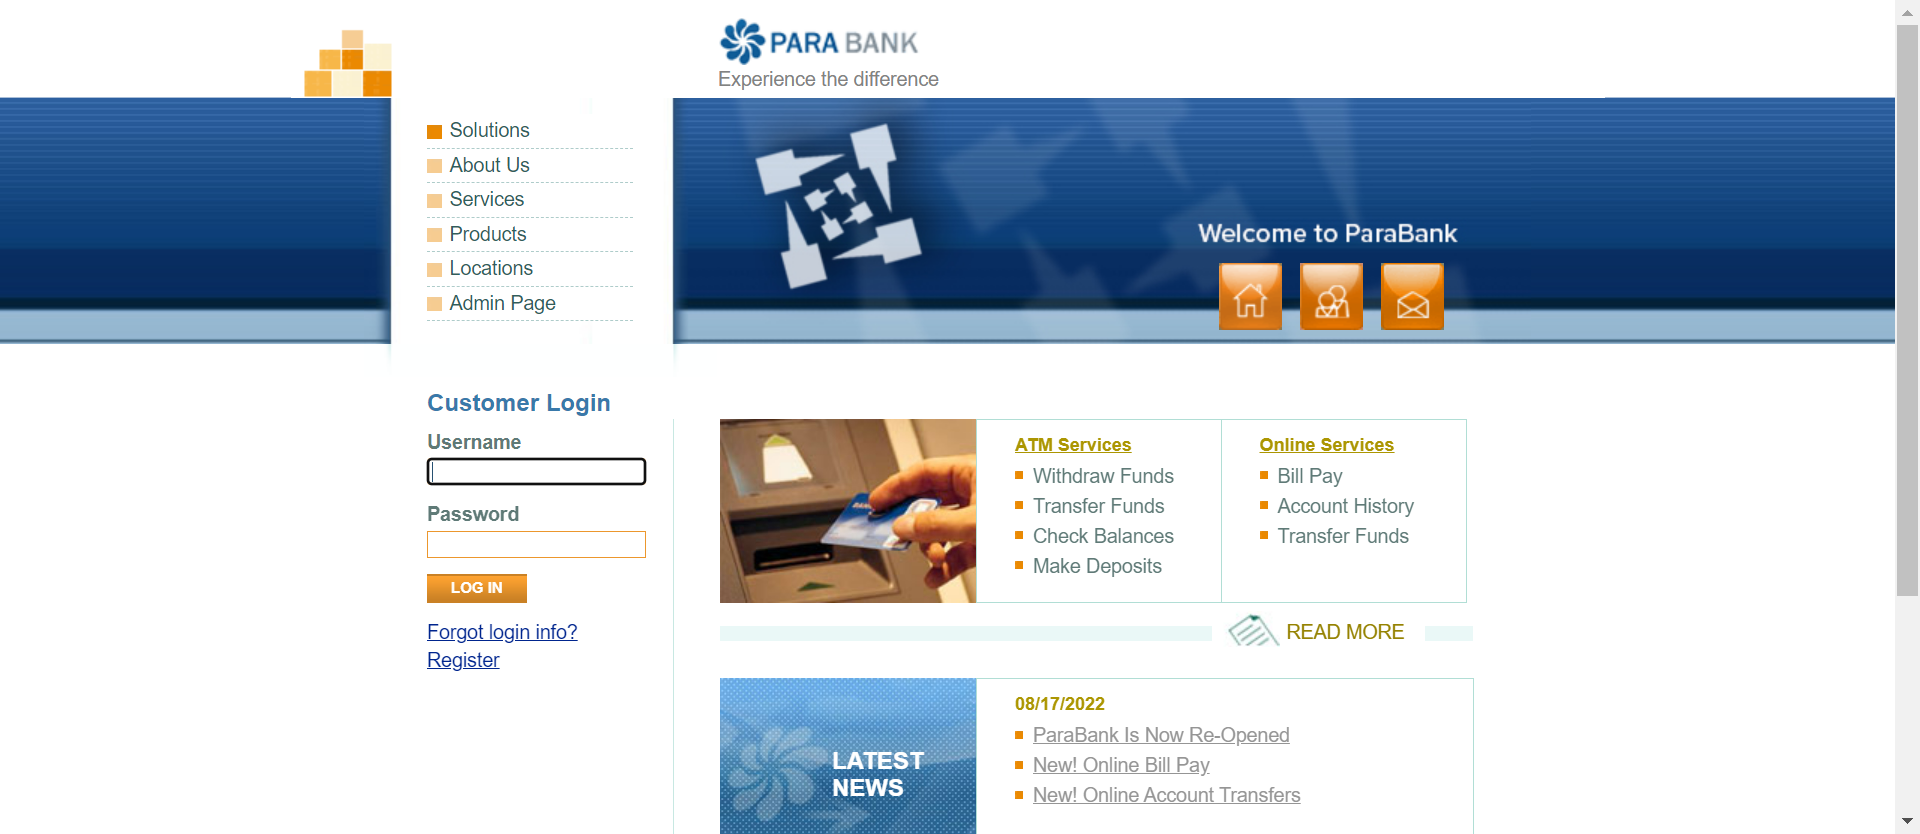 PARA BANK
Experience the difference
Solutions
About Us
Services
Products
Locations
Admin Page
Welcome to ParaBank
Customer Login
Username
Password
LOG IN
Forgot login info?
Register
ATM Services
Withdraw Funds
Transfer Funds
Check Balances
Make Deposits
Online Services
Bill Pay
Account History
Transfer Funds
READ MORE
LATEST
NEWS
08/17/2022
ParaBank Is Now Re-Opened
New! Online Bill Pay
New! Online Account Transfers